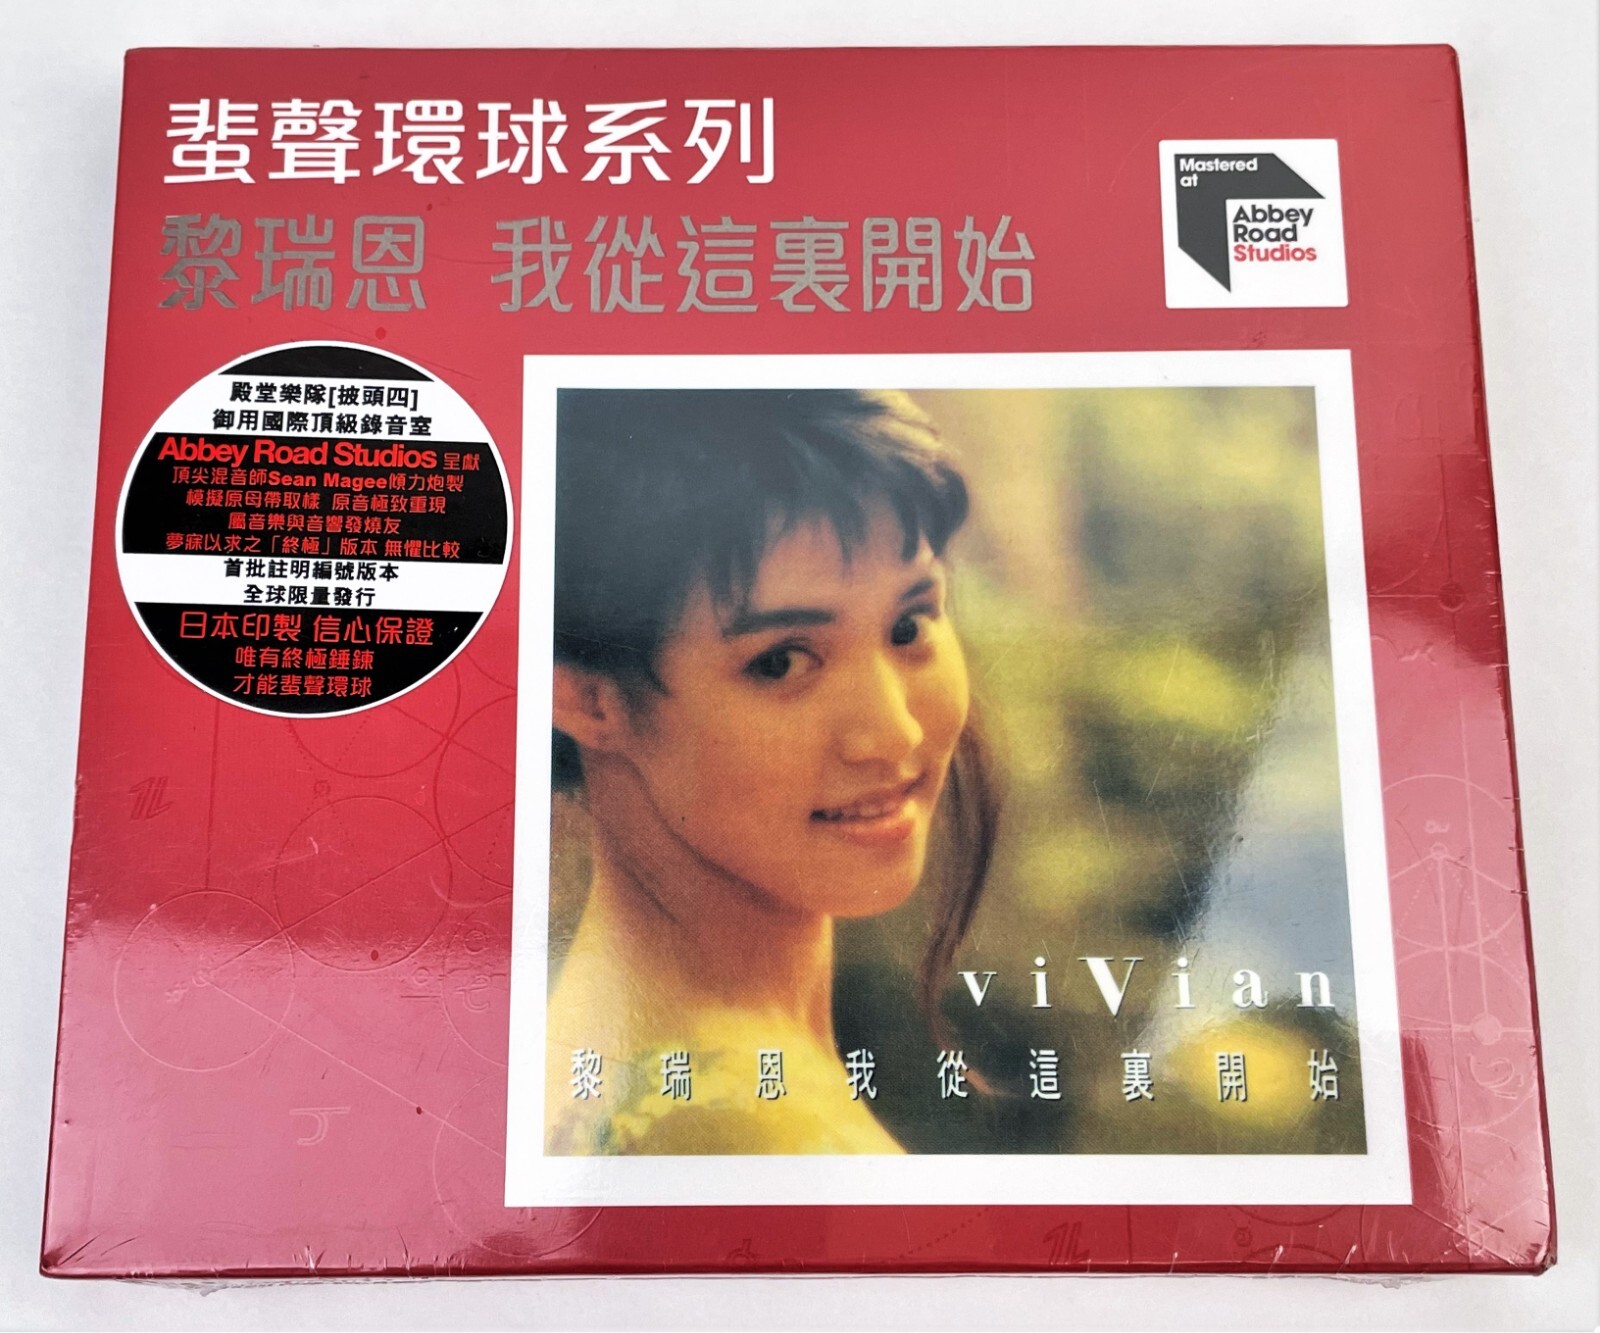 蜚聲環球系列
黎瑞恩 我從這裏開始
Mastered
at
Abbey
Road
Studios
殿堂樂隊[披頭四]
御用國際頂級錄音室
Abbey Road Studios 呈獻
頂尖混音師Sean Magee傾力炮製
模擬原母帶取樣 原音極致重現
屬音樂與音響發燒友
夢寐以求之「終極」版本 無懼比較
首批註明編號版本
全球限量發行
日本印製 信心保證
唯有終極錘鍊
才能蜚聲環球
viVian
黎瑞恩我從這裏開始